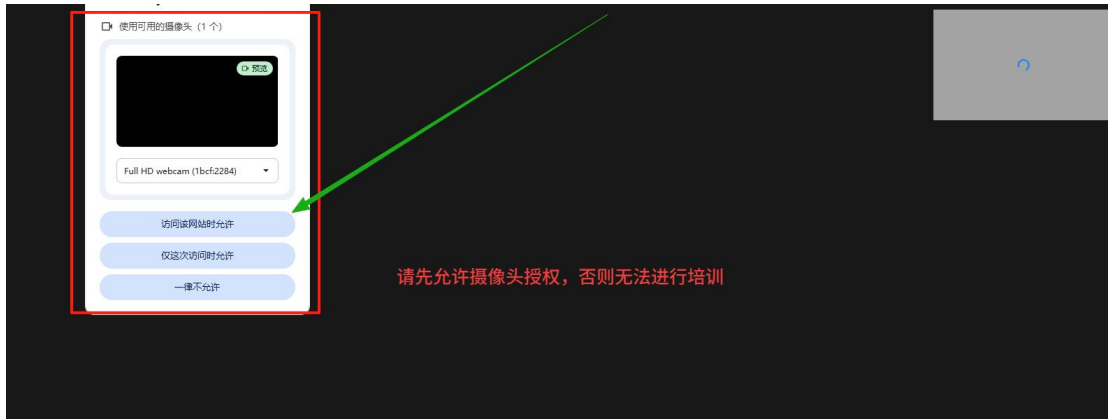 使用可用的摄像头（1 个）
预览
Full HD webcam (1bcf:2284)
访问该网站时允许
仅这次访问时允许
一律不允许
请先允许摄像头授权，否则无法进行培训